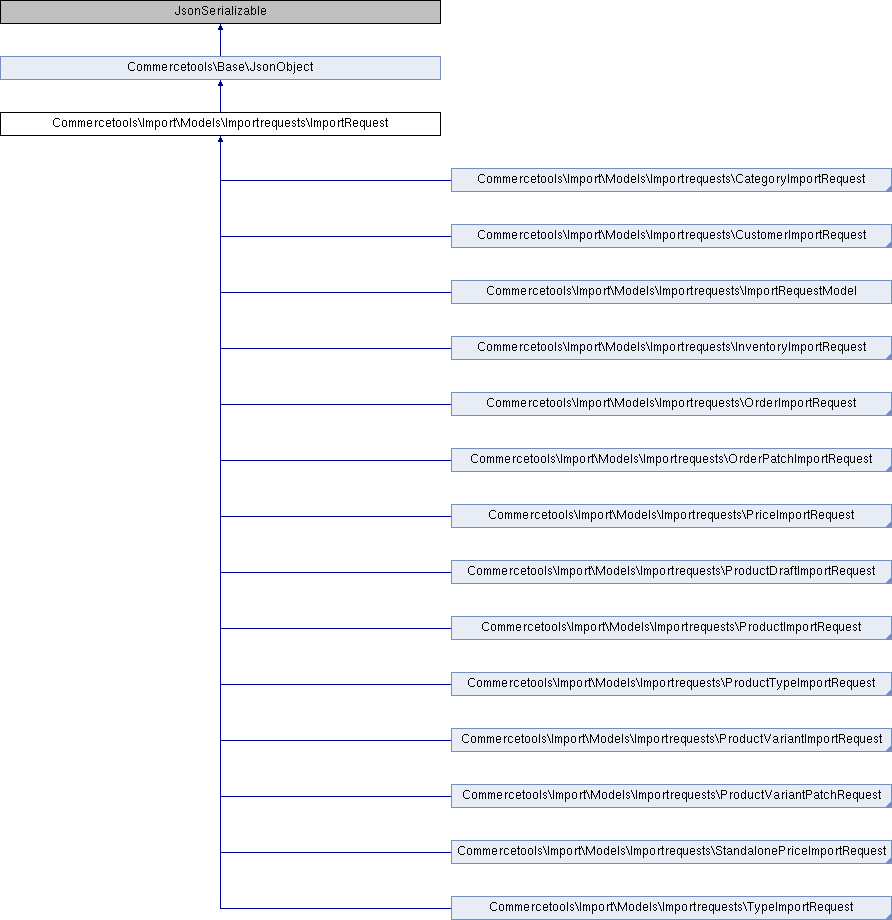 JsonSerializable
Commercetools\Base\JsonObject
Commercetools\Import\Models\Importrequests\ImportRequest
Commercetools\Import\Models\Importrequests\CategoryImportRequest
Commercetools\Import\Models\Importrequests\CustomerImportRequest
Commercetools\Import\Models\Importrequests\ImportRequestModel
Commercetools\Import\Models\Importrequests\InventoryImportRequest
Commercetools\Import\Models\Importrequests\OrderImportRequest
Commercetools\Import\Models\Importrequests\OrderPatchImportRequest
Commercetools\Import\Models\Importrequests\PriceImportRequest
Commercetools\Import\Models\Importrequests\ProductDraftImportRequest
Commercetools\Import\Models\Importrequests\ProductImportRequest
Commercetools\Import\Models\Importrequests\ProductTypeImportRequest
Commercetools\Import\Models\Importrequests\ProductVariantImportRequest
Commercetools\Import\Models\Importrequests\ProductVariantPatchRequest
Commercetools\Import\Models\Importrequests\StandalonePriceImportRequest
Commercetools\Import\Models\Importrequests\TypeImportRequest